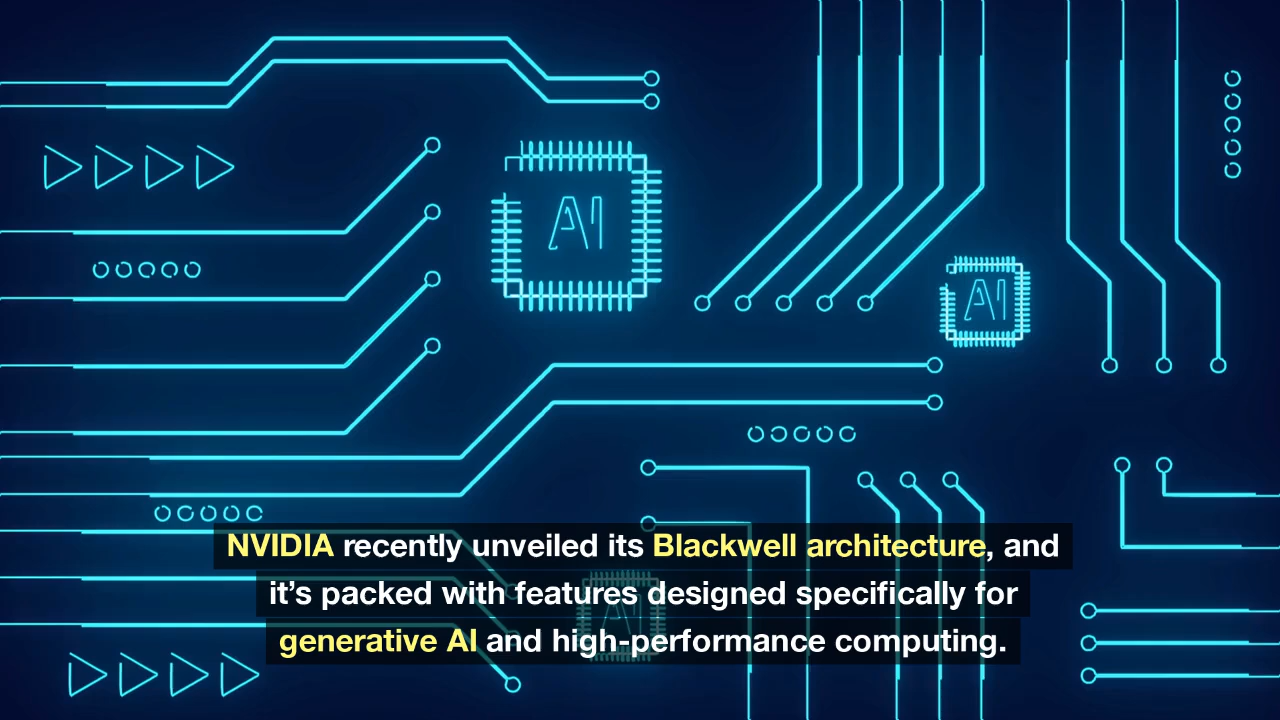 AI
AI
NVIDIA recently unveiled its Blackwell architecture, and
it’s packed with features designed specifically for
generative AI and high-performance computing.
AI